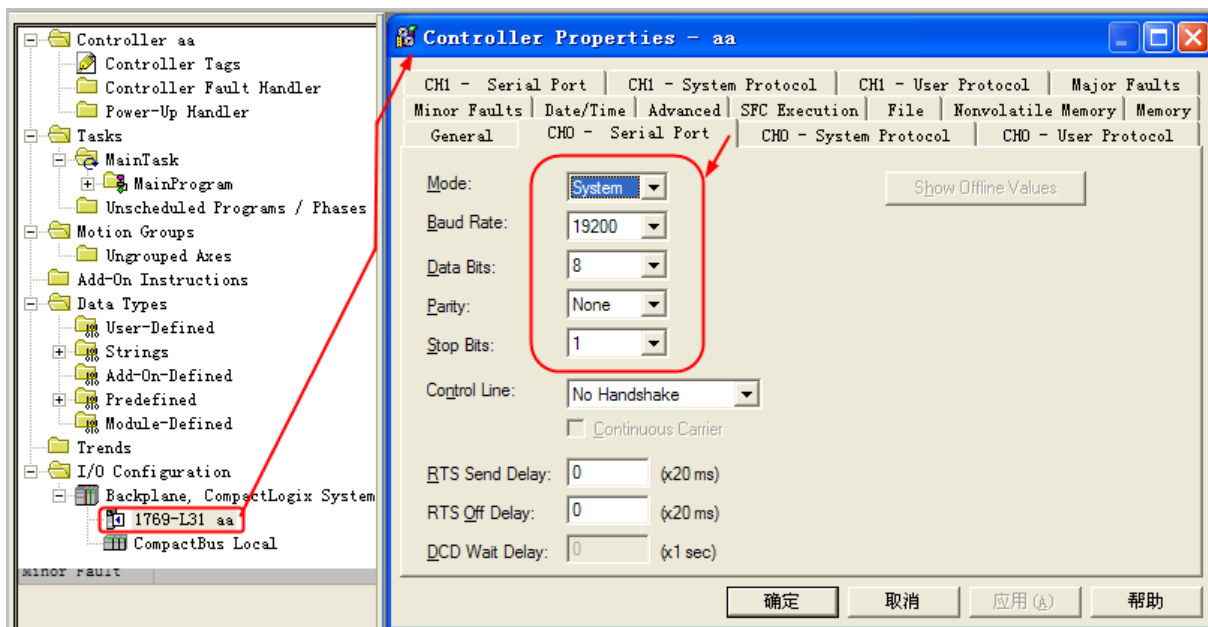 Controller aa
Controller Tags
Controller Fault Handler
Power-Up Handler
Tasks
MainTask
MainProgram
Unscheduled Programs / Phases
Motion Groups
Ungrouped Axes
Add-On Instructions
Data Types
User-Defined
Strings
Add-On-Defined
Predefined
Module-Defined
Trends
I/O Configuration
Backplane, CompactLogix System
1769-L31 aa
CompactBus Local
Minor Fault
Controller Properties - aa
CH1 - Serial Port CH1 - System Protocol CH1 - User Protocol Major Faults
Minor Faults Date/Time Advanced SFC Execution File Nonvolatile Memory Memory
General CH0 - Serial Port CH0 - System Protocol CH0 - User Protocol
Mode: System Show Offline Values
Baud Rate: 19200
Data Bits: 8
Parity: None
Stop Bits: 1
Control Line: No Handshake
Continuous Carrier
RTS Send Delay: 0 (x20 ms)
RTS Off Delay: 0 (x20 ms)
DCD Wait Delay: 0 (x1 sec)
确定 取消 应用(A) 帮助